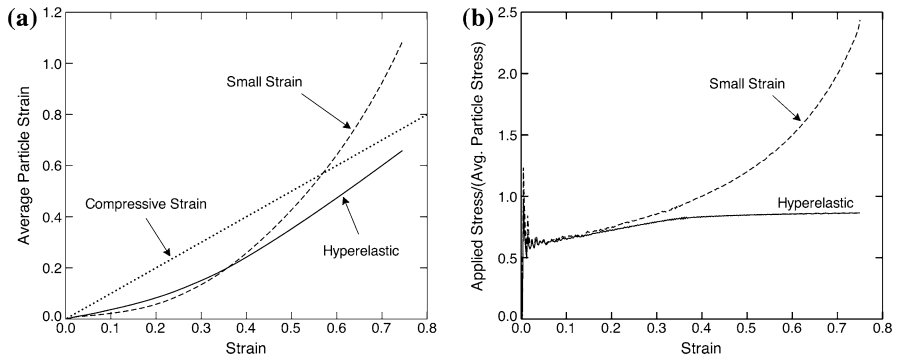 (a)
Average Particle Strain
1.2
1.0
0.8
0.6
0.4
0.2
0.0
Small Strain
Compressive Strain
Hyperelastic
0.0 0.1 0.2 0.3 0.4 0.5 0.6 0.7 0.8
Strain
(b)
Applied Stress/(Avg. Particle Stress)
2.5
2.0
1.5
1.0
0.5
0.0
Small Strain
Hyperelastic
0.0 0.1 0.2 0.3 0.4 0.5 0.6 0.7 0.8
Strain